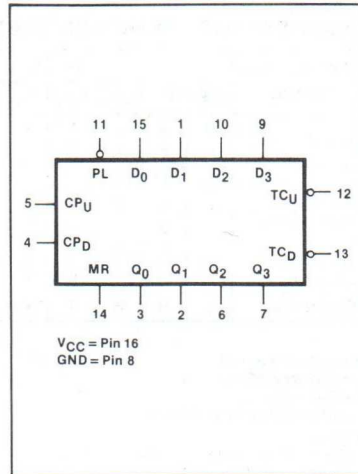 11 15 1 10 9
PL D0 D1 D2 D3
TCU 12
5 CPU
4 CPD
TCD 13
MR Q0 Q1 Q2 Q3
14 3 2 6 7
VCC = Pin 16
GND = Pin 8